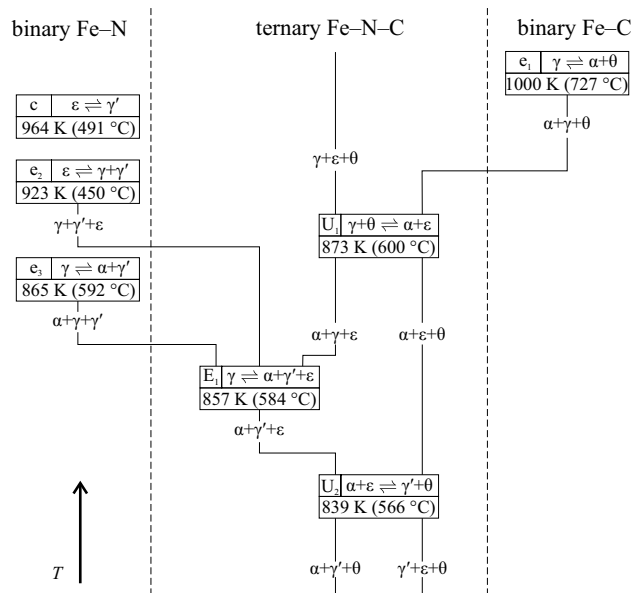 binary Fe–N
ternary Fe–N–C
binary Fe–C
e₁ γ ⇌ α+θ
1000 K (727 °C)
c ε ⇌ γ′
964 K (491 °C)
α+γ+θ
γ+ε+θ
e₂ ε ⇌ γ+γ′
923 K (450 °C)
γ+γ′+ε
U₁ γ+θ ⇌ α+ε
873 K (600 °C)
e₃ γ ⇌ α+γ′
865 K (592 °C)
α+γ+γ′
α+γ+ε
α+ε+θ
E₁ γ ⇌ α+γ′+ε
857 K (584 °C)
α+γ′+ε
U₂ α+ε ⇌ γ′+θ
839 K (566 °C)
T
α+γ′+θ
γ′+ε+θ